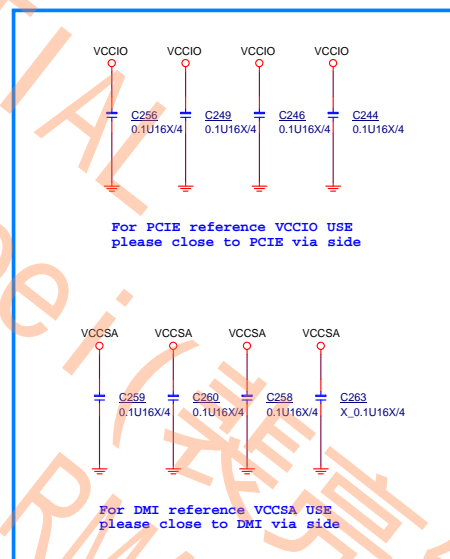 VCCIO VCCIO VCCIO VCCIO
C256 C249 C246 C244
0.1U16X/4 0.1U16X/4 0.1U16X/4 0.1U16X/4
For PCIE reference VCCIO USE
please close to PCIE via side
VCCSA VCCSA VCCSA VCCSA
C259 C260 C258 C263
0.1U16X/4 0.1U16X/4 0.1U16X/4 X_0.1U16X/4
For DMI reference VCCSA USE
please close to DMI via side